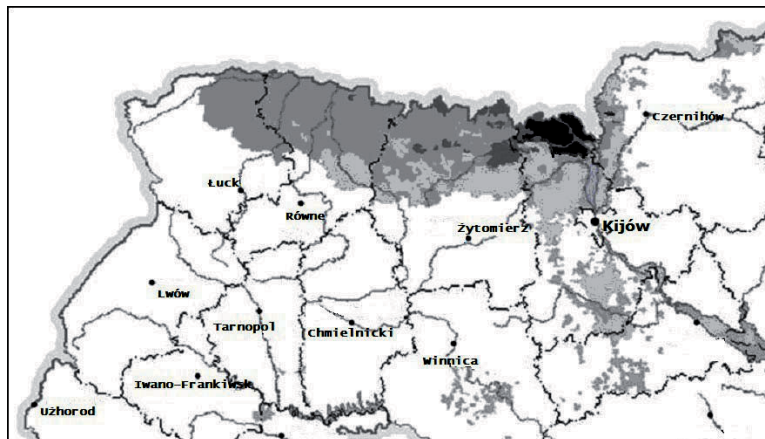 Czernihów
Łuck
Równe
Kijów
Żytomierz
Lwów
Tarnopol
Chmielnicki
Winnica
Iwano-Frankiwsk
Użhorod